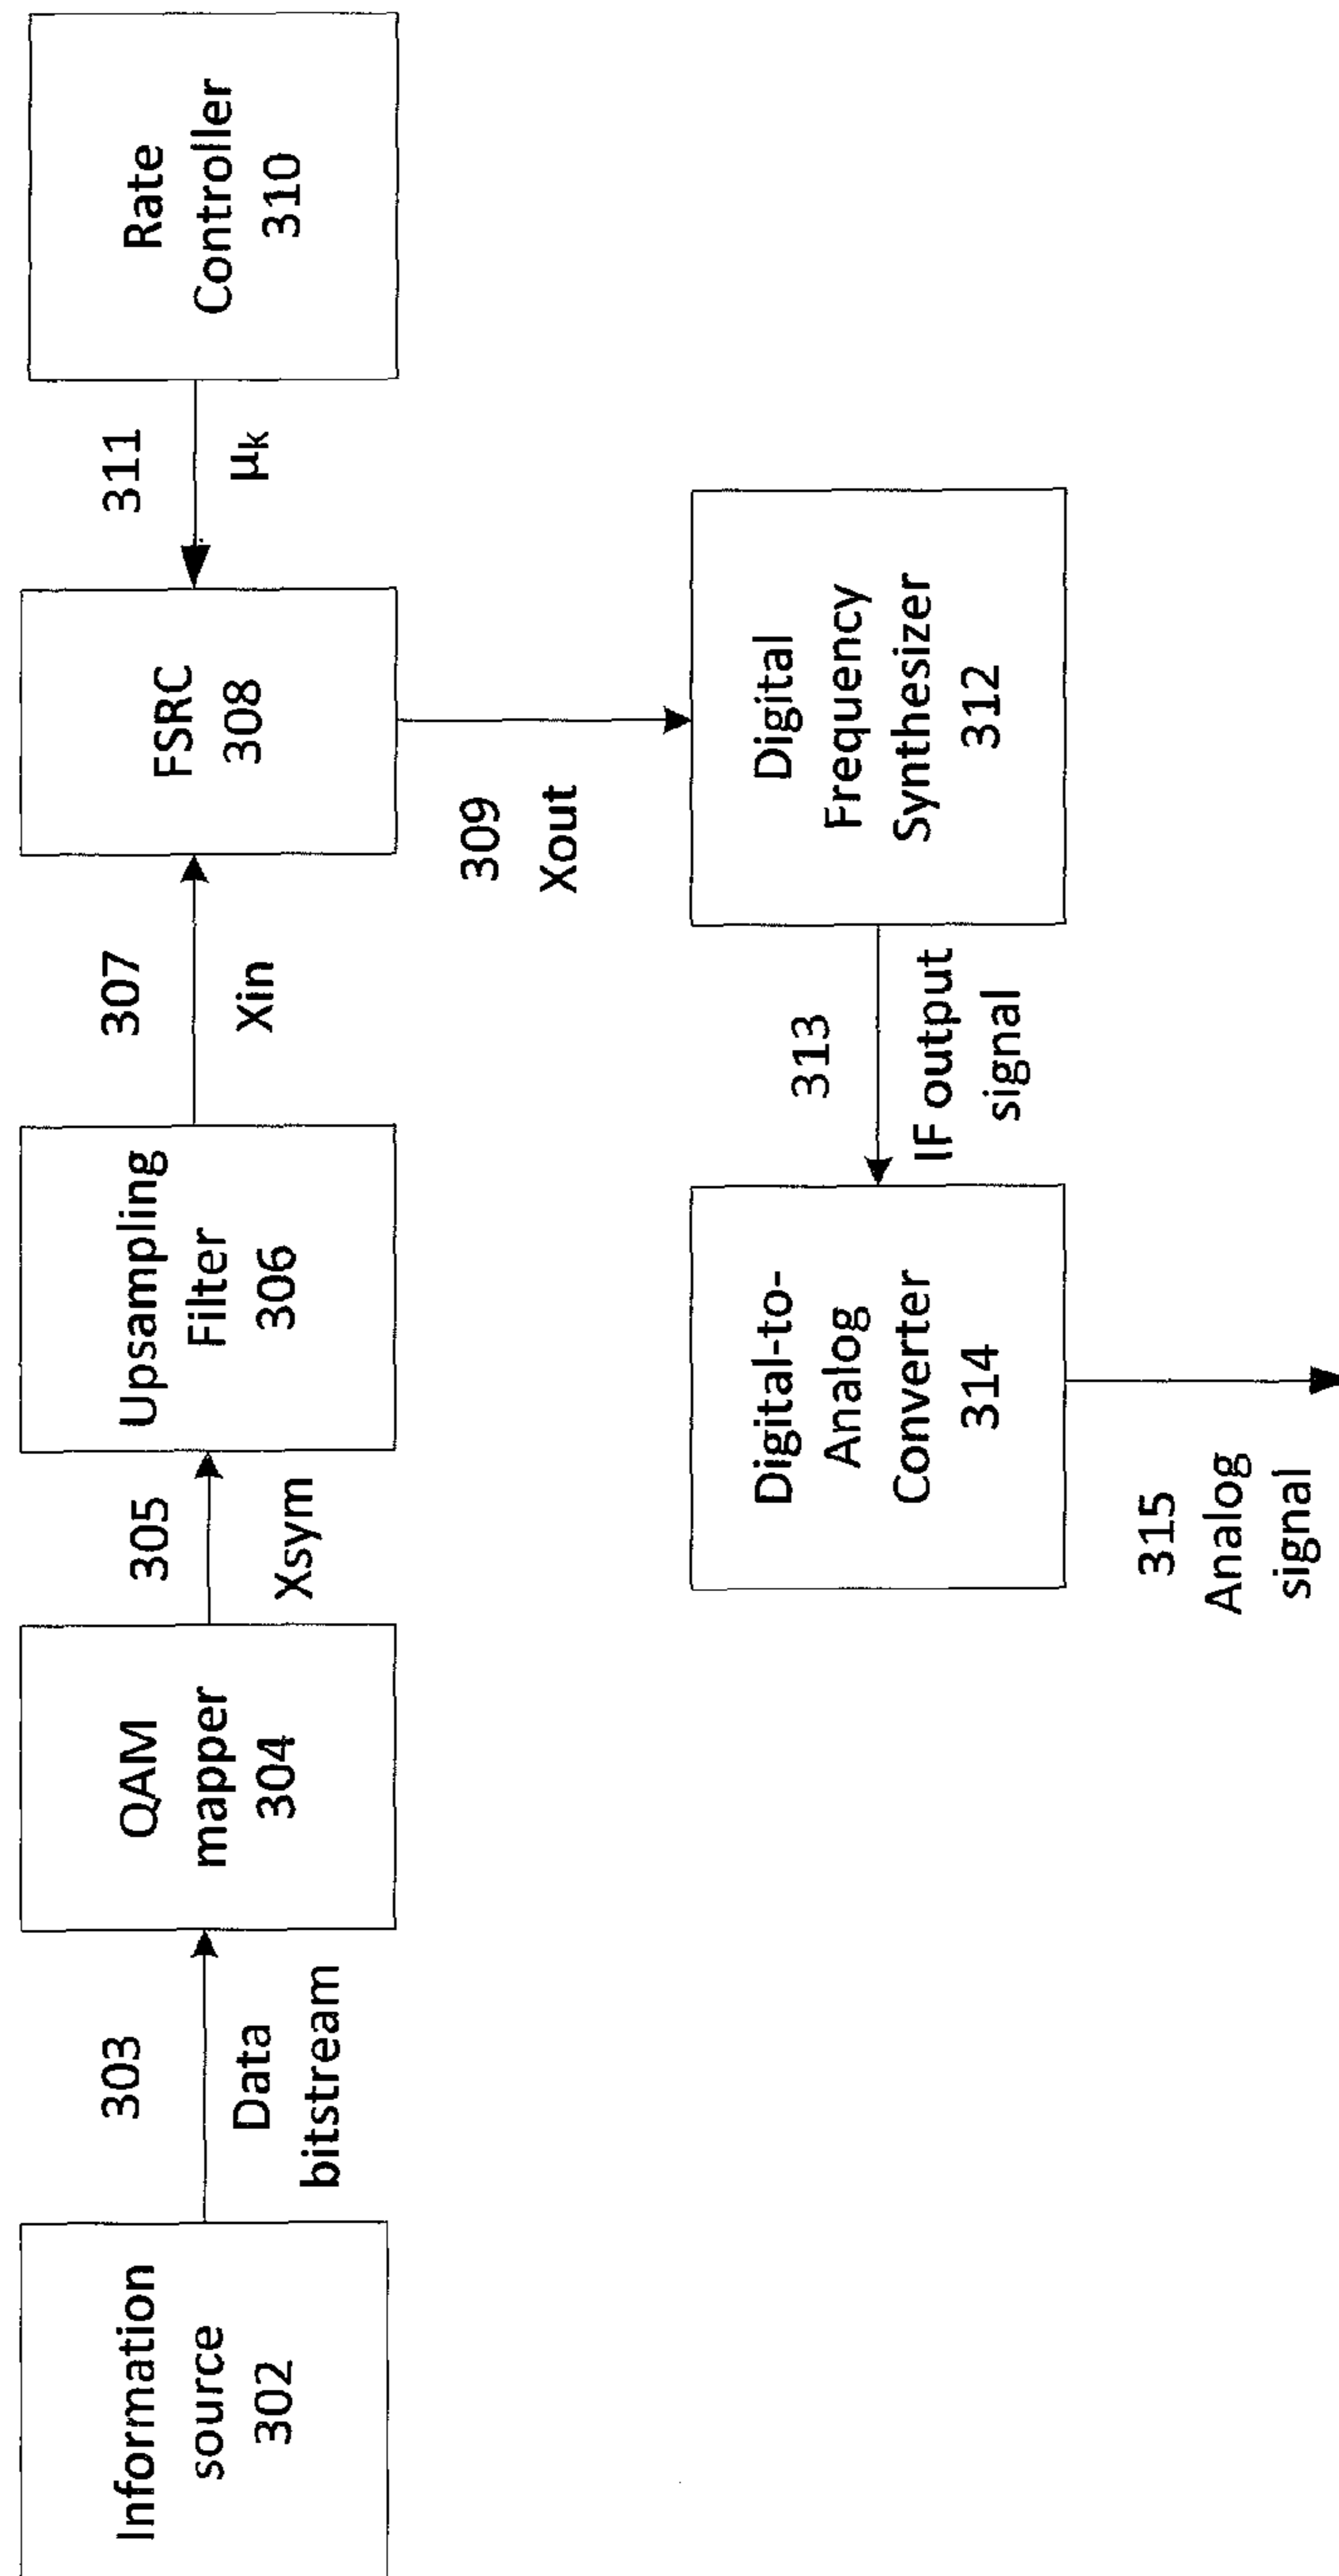 Information
source
302
303
Data
bitstream
QAM
mapper
304
305
Xsym
Upsampling
Filter
306
307
Xin
FSRC
308
311
μk
Rate
Controller
310
309
Xout
Digital
Frequency
Synthesizer
312
313
IF output
signal
Digital-to-
Analog
Converter
314
315
Analog
signal